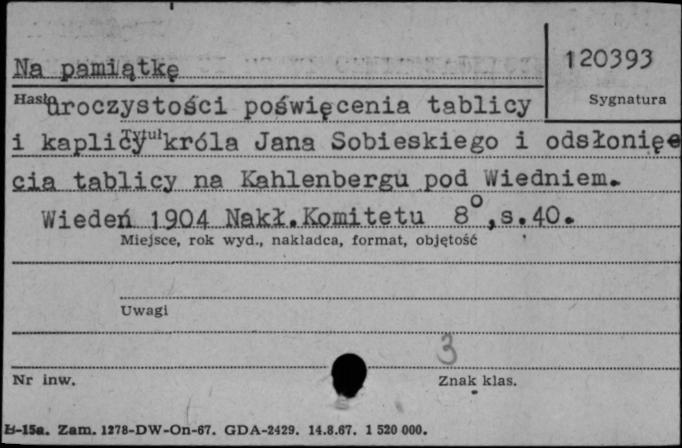 Na pamiątkę
120393
Hasło
Sygnatura
uroczystości poświęcenia tablicy
Tytuł
i kaplicy króla Jana Sobieskiego i odsłonię-
cia tablicy na Kahlenbergu pod Wiedniem.
Wiedeń 1904 Nakł.Komitetu 8°,s.40.
Miejsce, rok wyd., nakładca, format, objętość
Uwagi
3
Nr inw.
Znak klas.
B-15a. Zam. 1278-DW-On-67. GDA-2429. 14.8.67. 1 520 000.